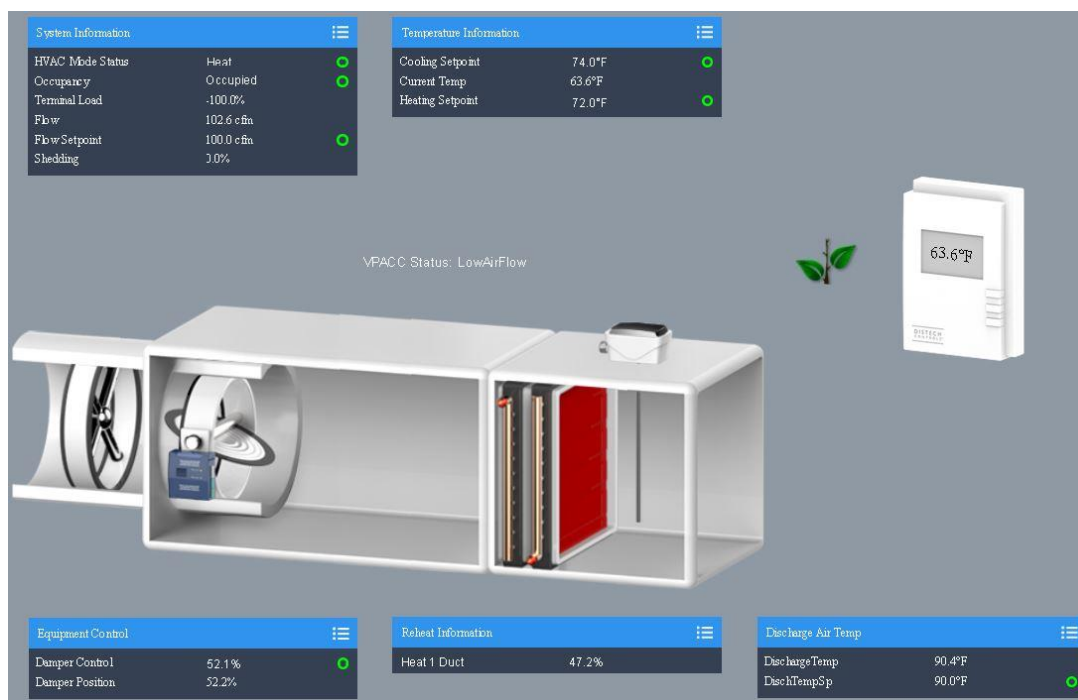 System Information
HVAC Mode Status Heat
Occupancy Occupied
Terminal Load -100.0%
Flow 102.6 cfm
Flow Setpoint 100.0 cfm
Shedding 0.0%
Temperature Information
Cooling Setpoint 74.0°F
Current Temp 63.6°F
Heating Setpoint 72.0°F
VPACC Status: LowAirFlow
63.6°F
DISTECH
CONTROLS
Equipment Control
Damper Control 52.1%
Damper Position 52.2%
Reheat Information
Heat 1 Duct 47.2%
Discharge Air Temp
DischargeTemp 90.4°F
DischTempSp 90.0°F